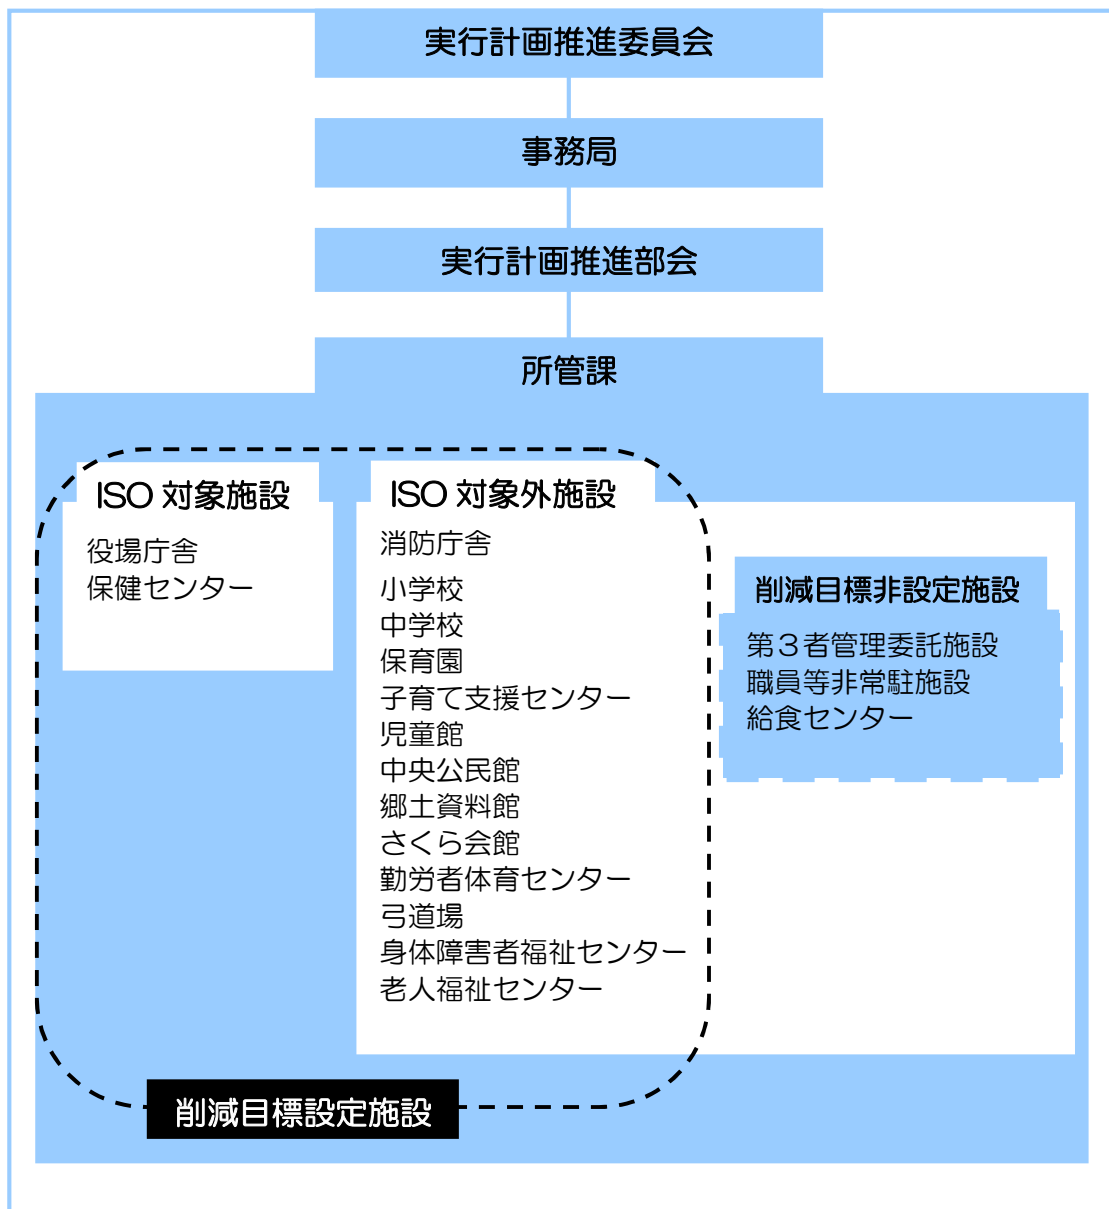 実行計画推進委員会
事務局
実行計画推進部会
所管課
ISO 対象施設
役場庁舎
保健センター
ISO 対象外施設
消防庁舎
小学校
中学校
保育園
子育て支援センター
児童館
中央公民館
郷土資料館
さくら会館
勤労者体育センター
弓道場
身体障害者福祉センター
老人福祉センター
削減目標非設定施設
第３者管理委託施設
職員等非常駐施設
給食センター
削減目標設定施設